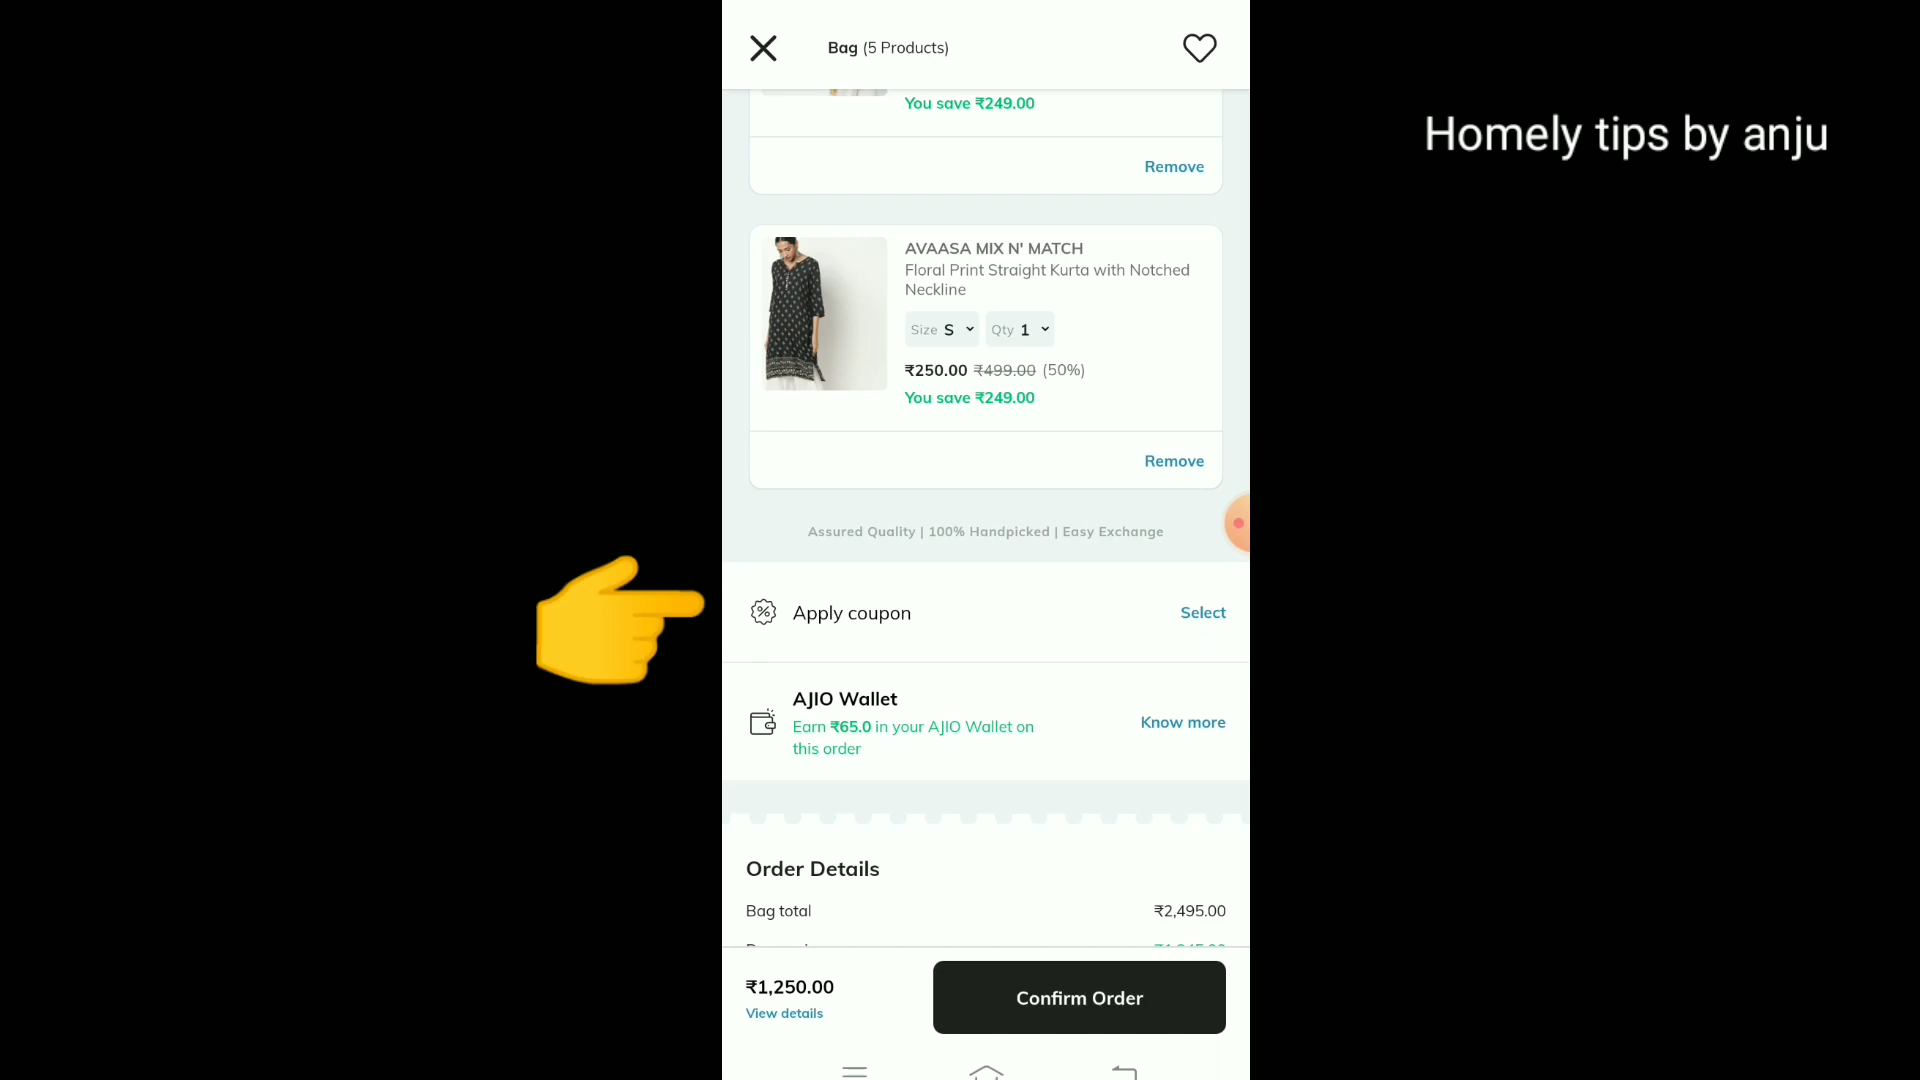 Bag (5 Products)
Homely tips by anju
You save ₹249.00
Remove
AVAASA MIX N' MATCH
Floral Print Straight Kurta with Notched
Neckline
Size S Qty 1
₹250.00 ₹499.00 (50%)
You save ₹249.00
Remove
Assured Quality | 100% Handpicked | Easy Exchange
Apply coupon Select
AJIO Wallet
Earn ₹65.0 in your AJIO Wallet on
this order
Know more
Order Details
Bag total ₹2,495.00
₹1,250.00
View details
Confirm Order